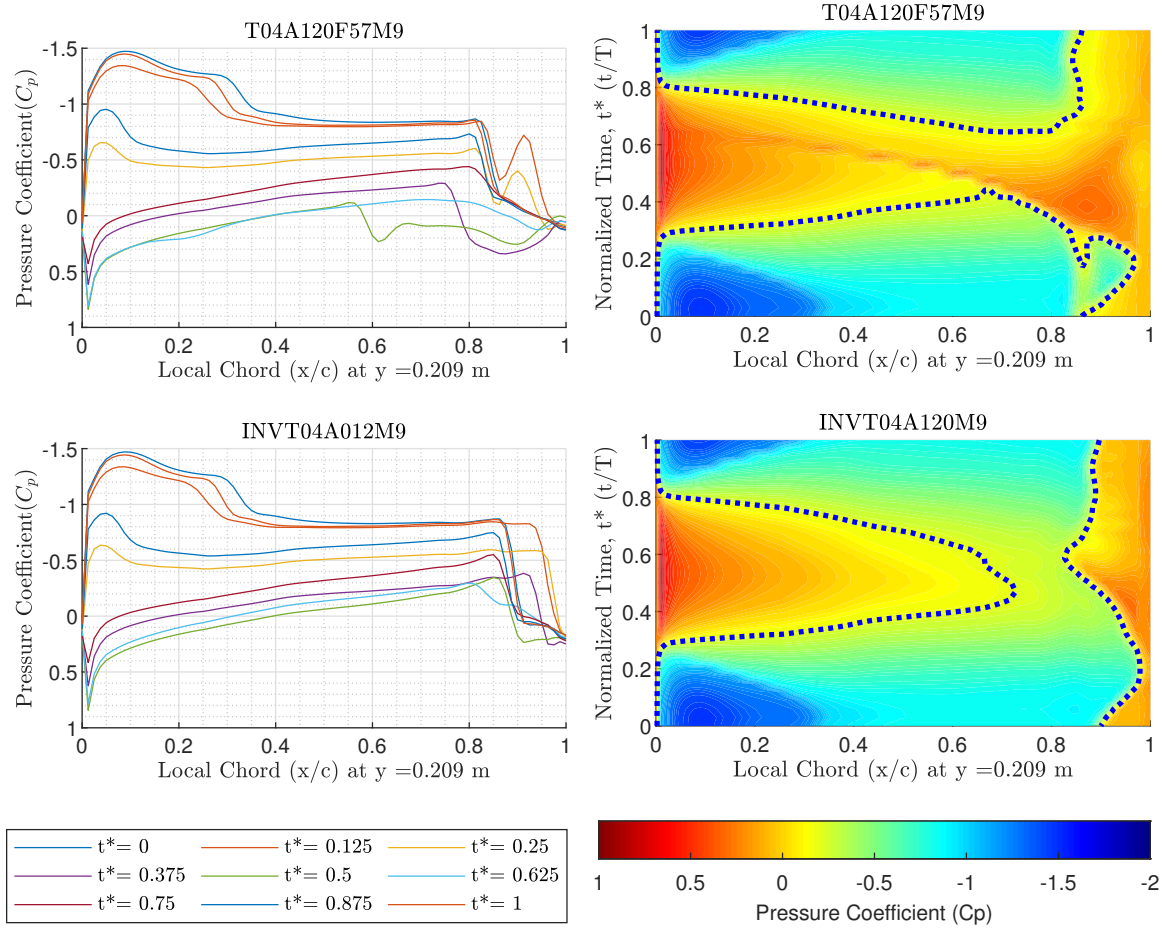 T04A120F57M9
-1.5
-1
-0.5
0
0.5
1
Pressure Coefficient(Cp)
0 0.2 0.4 0.6 0.8 1
Local Chord (x/c) at y =0.209 m
T04A120F57M9
1
0.8
0.6
0.4
0.2
0
Normalized Time, t* (t/T)
0 0.2 0.4 0.6 0.8 1
Local Chord (x/c) at y =0.209 m
INVT04A012M9
-1.5
-1
-0.5
0
0.5
1
Pressure Coefficient(Cp)
0 0.2 0.4 0.6 0.8 1
Local Chord (x/c) at y =0.209 m
INVT04A120M9
1
0.8
0.6
0.4
0.2
0
Normalized Time, t* (t/T)
0 0.2 0.4 0.6 0.8 1
Local Chord (x/c) at y =0.209 m
t*= 0 t*= 0.125 t*= 0.25
t*= 0.375 t*= 0.5 t*= 0.625
t*= 0.75 t*= 0.875 t*= 1
1 0.5 0 -0.5 -1 -1.5 -2
Pressure Coefficient (Cp)